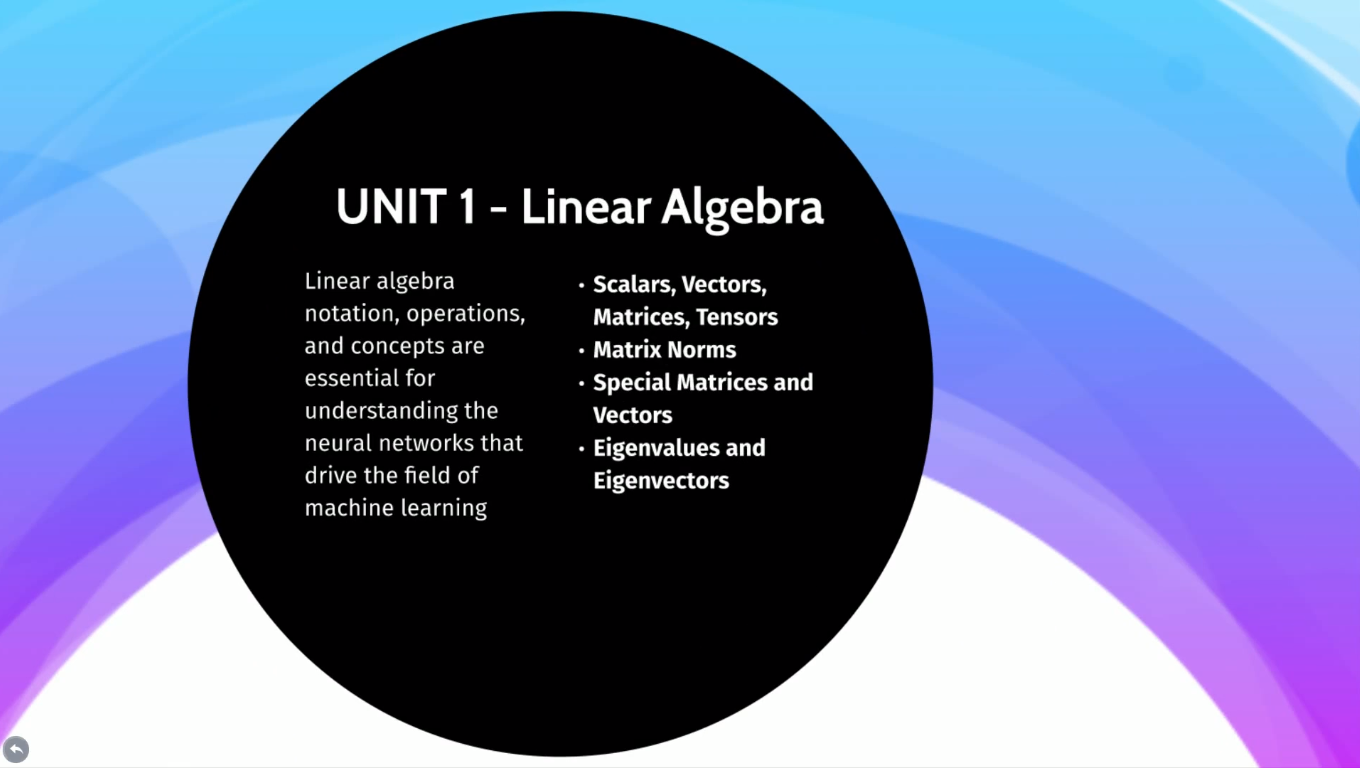 UNIT 1 - Linear Algebra
Linear algebra
notation, operations,
and concepts are
essential for
understanding the
neural networks that
drive the field of
machine learning
• Scalars, Vectors,
Matrices, Tensors
• Matrix Norms
• Special Matrices and
Vectors
• Eigenvalues and
Eigenvectors